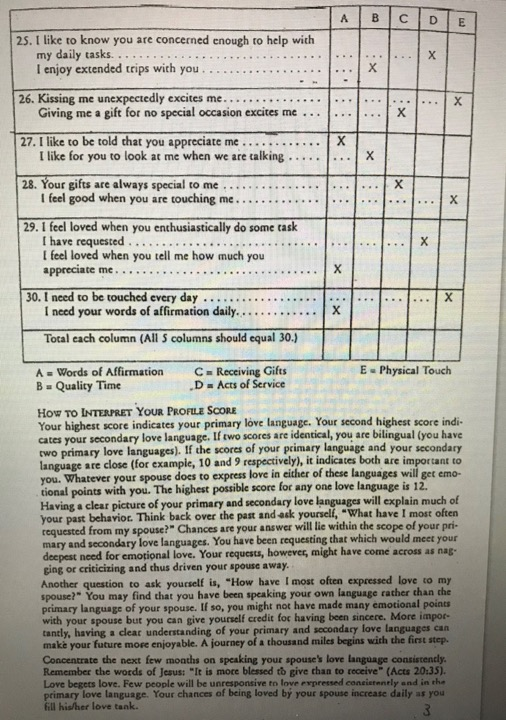 A B C D E
25. I like to know you are concerned enough to help with
my daily tasks. . . . . . . . . . . . . . . . . . . . . . . . . . . . . . . . . . . X
I enjoy extended trips with you . . . . . . . . . . . . . . . . . . . . . X
26. Kissing me unexpectedly excites me . . . . . . . . . . . . . . . . . . . . . . . . X
Giving me a gift for no special occasion excites me . . . . . . . . . X
27. I like to be told that you appreciate me . . . . . . . . . . . . X
I like for you to look at me when we are talking . . . . . . . . X
28. Your gifts are always special to me . . . . . . . . . . . . . . . . . . . . . X
I feel good when you are touching me . . . . . . . . . . . . . . . . . . . . . . . X
29. I feel loved when you enthusiastically do some task
I have requested . . . . . . . . . . . . . . . . . . . . . . . . . . . . . . . . . X
I feel loved when you tell me how much you
appreciate me . . . . . . . . . . . . . . . . . . . . . . . . . . X
30. I need to be touched every day . . . . . . . . . . . . . . . . . . . . . . . . . . X
I need your words of affirmation daily. . . . . . . . . . . . . X
Total each column (All 5 columns should equal 30.)
A = Words of Affirmation C = Receiving Gifts E = Physical Touch
B = Quality Time D = Acts of Service
HOW TO INTERPRET YOUR PROFILE SCORE
Your highest score indicates your primary love language. Your second highest score indi-
cates your secondary love language. If two scores are identical, you are bilingual (you have
two primary love languages). If the scores of your primary language and your secondary
language are close (for example, 10 and 9 respectively), it indicates both are important to
you. Whatever your spouse does to express love in either of these languages will get emo-
tional points with you. The highest possible score for any one love language is 12.
Having a clear picture of your primary and secondary love languages will explain much of
your past behavior. Think back over the past and ask yourself, "What have I most often
requested from my spouse?" Chances are your answer will lie within the scope of your pri-
mary and secondary love languages. You have been requesting that which would meet your
deepest need for emotional love. Your requests, however, might have come across as nag-
ging or criticizing and thus driven your spouse away.
Another question to ask yourself is, "How have I most often expressed love to my
spouse?" You may find that you have been speaking your own language rather than the
primary language of your spouse. If so, you might not have made many emotional points
with your spouse but you can give yourself credit for having been sincere. More impor-
tantly, having a clear understanding of your primary and secondary love languages can
make your future more enjoyable. A journey of a thousand miles begins with the first step.
Concentrate the next few months on speaking your spouse's love language consistently.
Remember the words of Jesus: "It is more blessed to give than to receive" (Acts 20:35).
Love begets love. Few people will be unresponsive to love expressed consistently and in the
primary love language. Your chances of being loved by your spouse increase daily as you
fill his/her love tank.
3